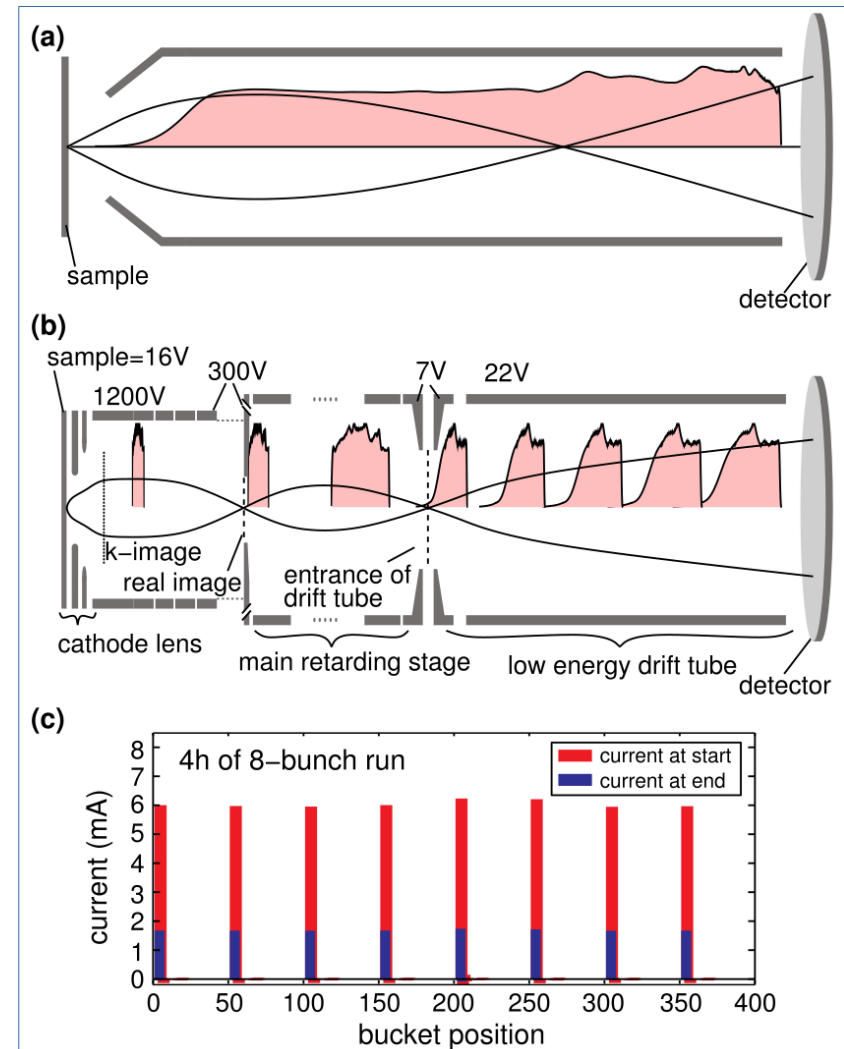 (a)
sample
detector
(b)
sample=16V
1200V
300V
7V
22V
k-image
real image
entrance of
drift tube
cathode lens
main retarding stage
low energy drift tube
detector
(c)
4h of 8−bunch run
current at start
current at end
current (mA)
8
7
6
5
4
3
2
1
0
0 50 100 150 200 250 300 350 400
bucket position